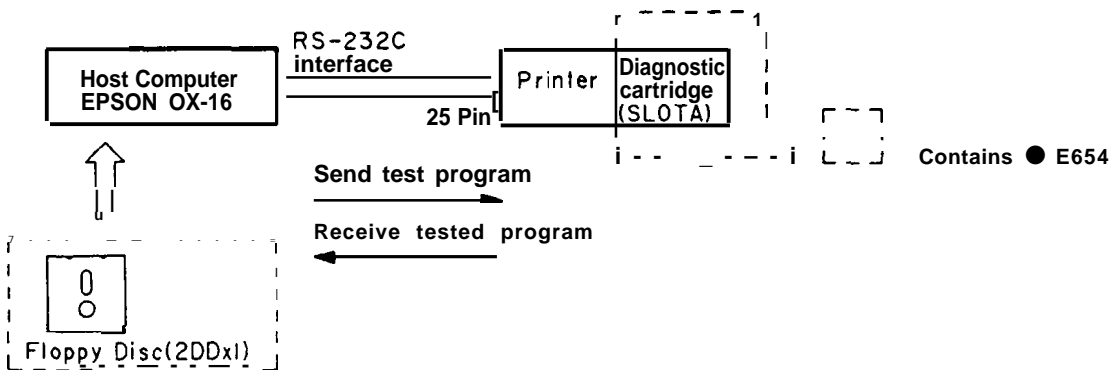 RS-232C
interface
Host Computer
EPSON OX-16
25 Pin
Printer
Diagnostic
cartridge
(SLOTA)
Contains ● E654
Send test program
Receive tested program
Floppy Disc(2DDx1)